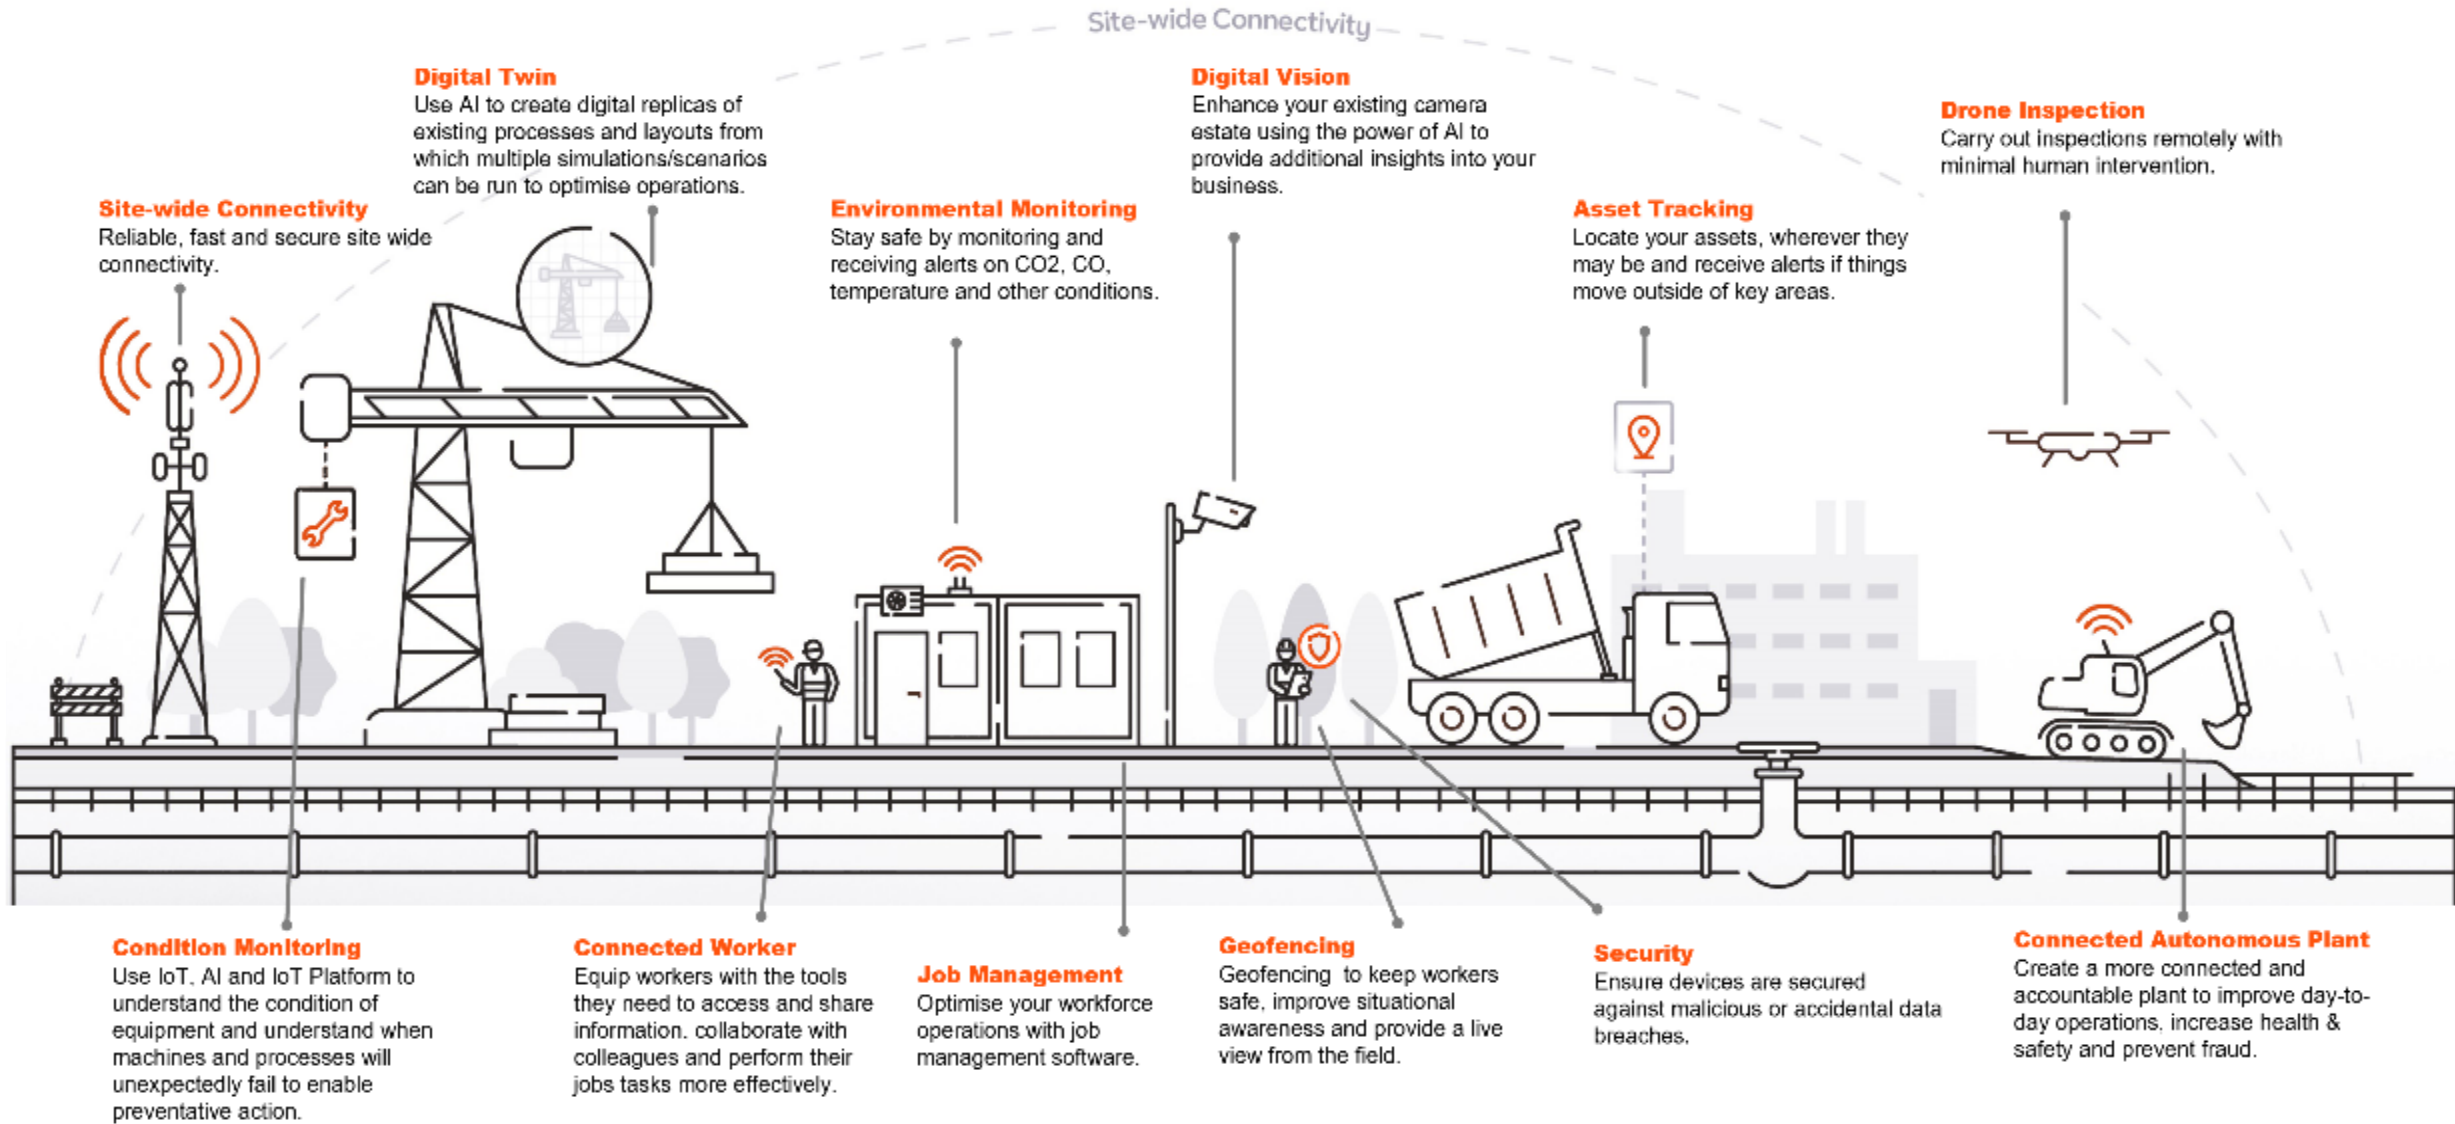 Site-wide Connectivity
Digital Twin
Use AI to create digital replicas of
existing processes and layouts from
which multiple simulations/scenarios
can be run to optimise operations.
Digital Vision
Enhance your existing camera
estate using the power of AI to
provide additional insights into your
business.
Drone Inspection
Carry out inspections remotely with
minimal human intervention.
Site-wide Connectivity
Reliable, fast and secure site wide
connectivity.
Environmental Monitoring
Stay safe by monitoring and
receiving alerts on CO2, CO,
temperature and other conditions.
Asset Tracking
Locate your assets, wherever they
may be and receive alerts if things
move outside of key areas.
Condition Monitoring
Use IoT, AI and IoT Platform to
understand the condition of
equipment and understand when
machines and processes will
unexpectedly fail to enable
preventative action.
Connected Worker
Equip workers with the tools
they need to access and share
information. collaborate with
colleagues and perform their
jobs tasks more effectively.
Job Management
Optimise your workforce
operations with job
management software.
Geofencing
Geofencing to keep workers
safe, improve situational
awareness and provide a live
view from the field.
Security
Ensure devices are secured
against malicious or accidental data
breaches.
Connected Autonomous Plant
Create a more connected and
accountable plant to improve day-to-
day operations, increase health &
safety and prevent fraud.